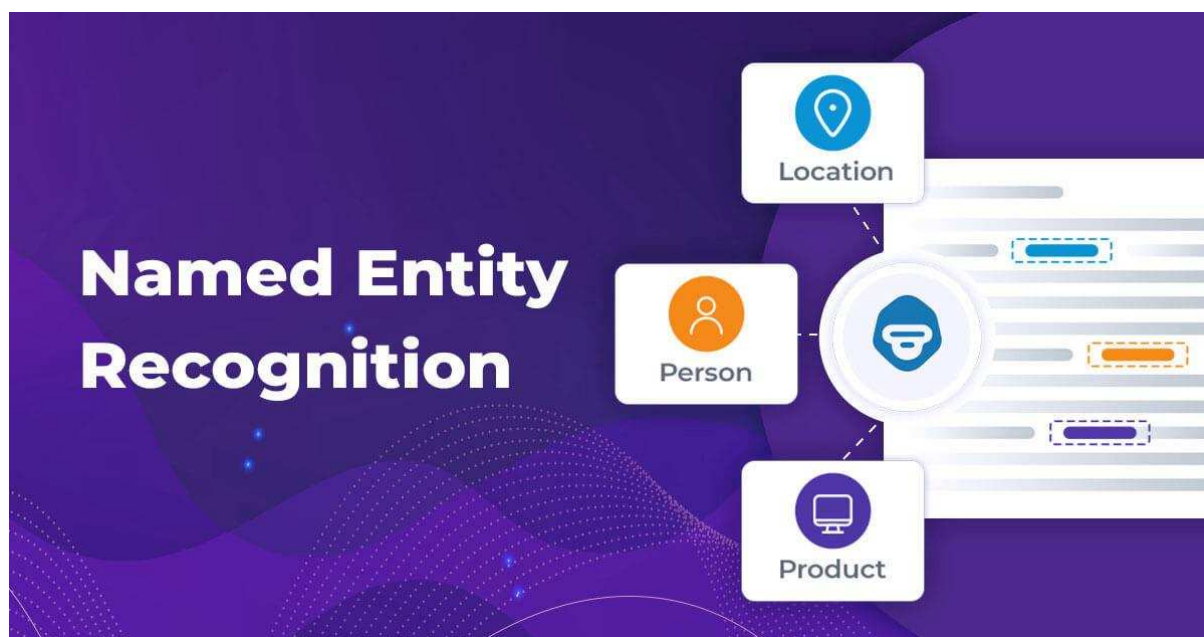 Named Entity
Recognition
Location
Person
Product